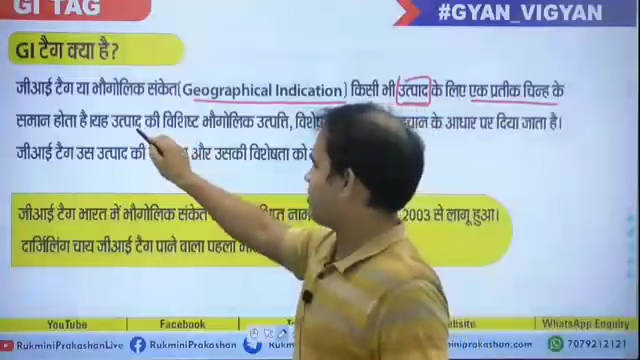 GI TAG
#GYAN_VIGYAN
GI टैग क्या है?
जीआई टैग या भौगोलिक संकेत(Geographical Indication) किसी भी उत्पाद के लिए एक प्रतीक चिन्ह के
समान होता है।यह उत्पाद की विशिष्ट भौगोलिक उत्पत्ति, के आधार पर दिया जाता है।
जीआई टैग उस उत्पाद की और उसकी विशेषता को
जीआई टैग भारत में भौगोलिक संकेत 2003 से लागू हुआ।
दार्जिलिंग चाय जीआई टैग पाने वाला पहला
YouTube
Facebook
WhatsApp Enquiry
RukminiPrakashanLive
RukminiPrakashan
7079212121